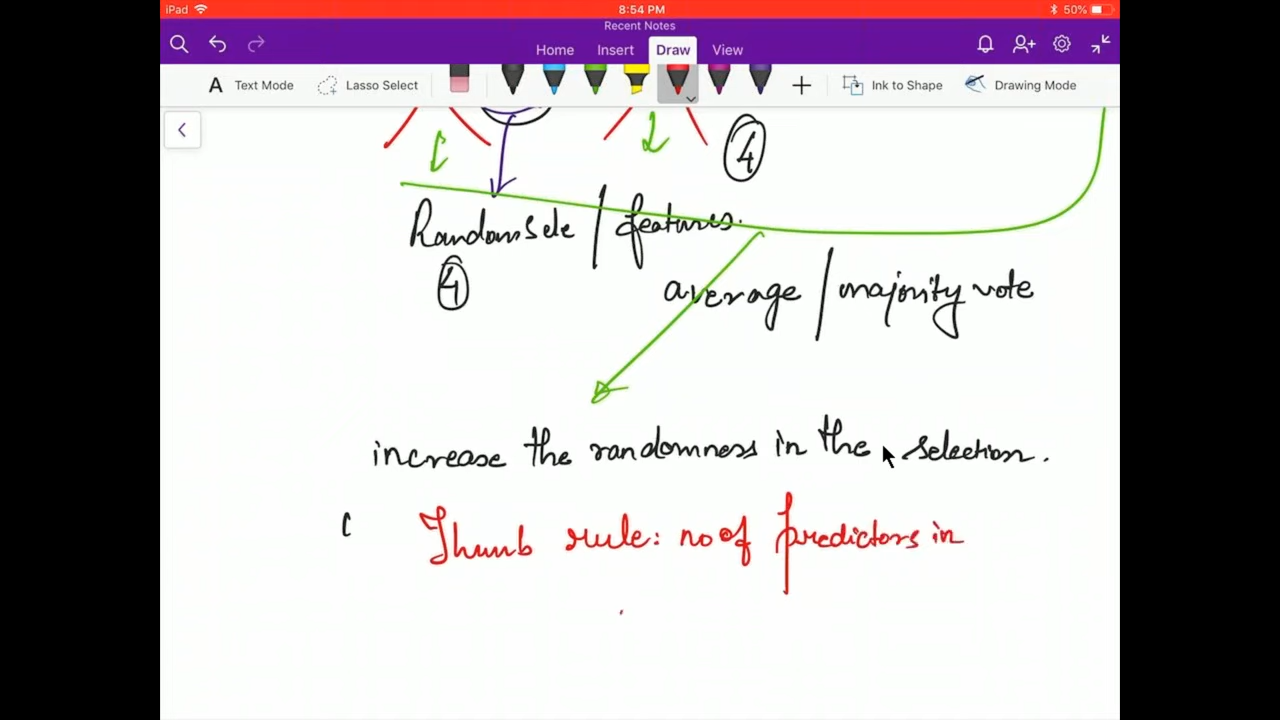 iPad 8:54 PM 50%
Recent Notes
Home Insert Draw View
A Text Mode Lasso Select Ink to Shape Drawing Mode
4
RandomSele / features.
4
average / majority vote
increase the randomness in the selection.
( Thumb rule: no of predictors in